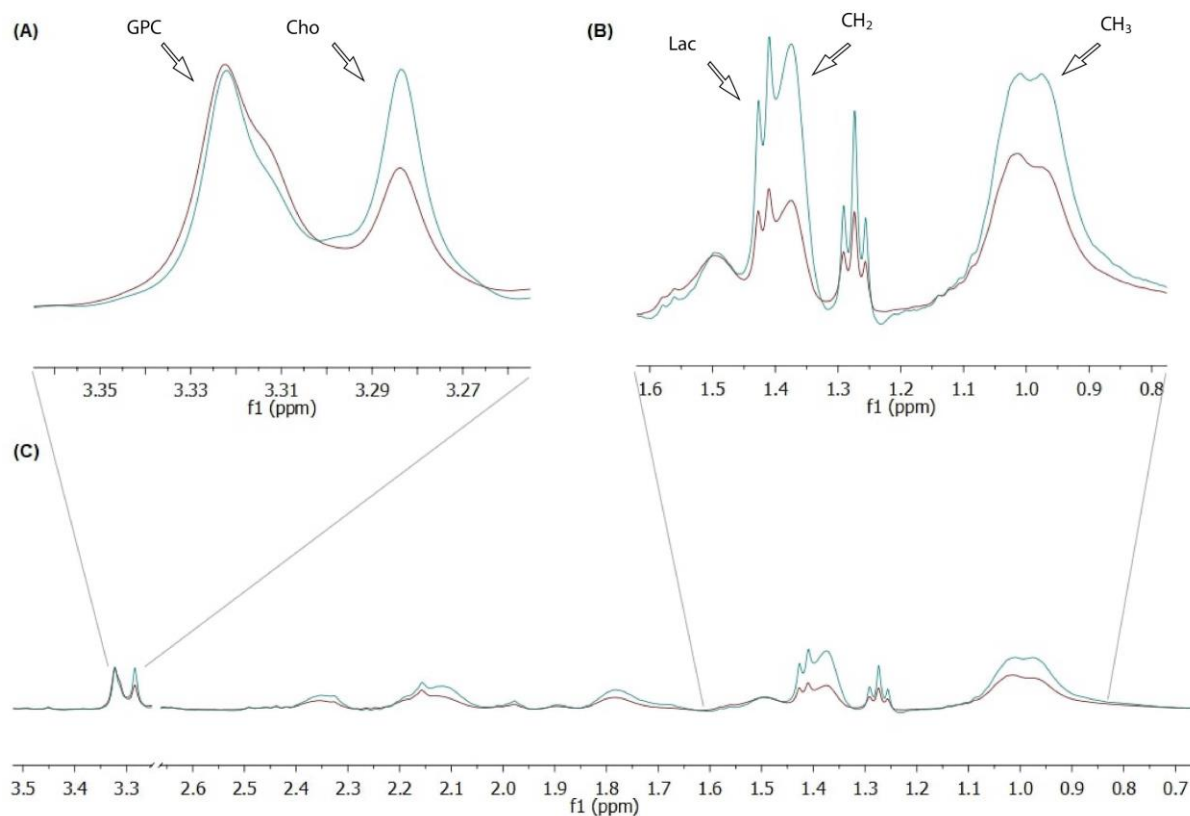 (A)
GPC
Cho
3.35 3.33 3.31 3.29 3.27
f1 (ppm)
(B)
Lac
CH₂
CH₃
1.6 1.5 1.4 1.3 1.2 1.1 1.0 0.9 0.8
f1 (ppm)
(C)
3.5 3.4 3.3 2.6 2.5 2.4 2.3 2.2 2.1 2.0 1.9 1.8 1.7 1.6 1.5 1.4 1.3 1.2 1.1 1.0 0.9 0.8 0.7
f1 (ppm)